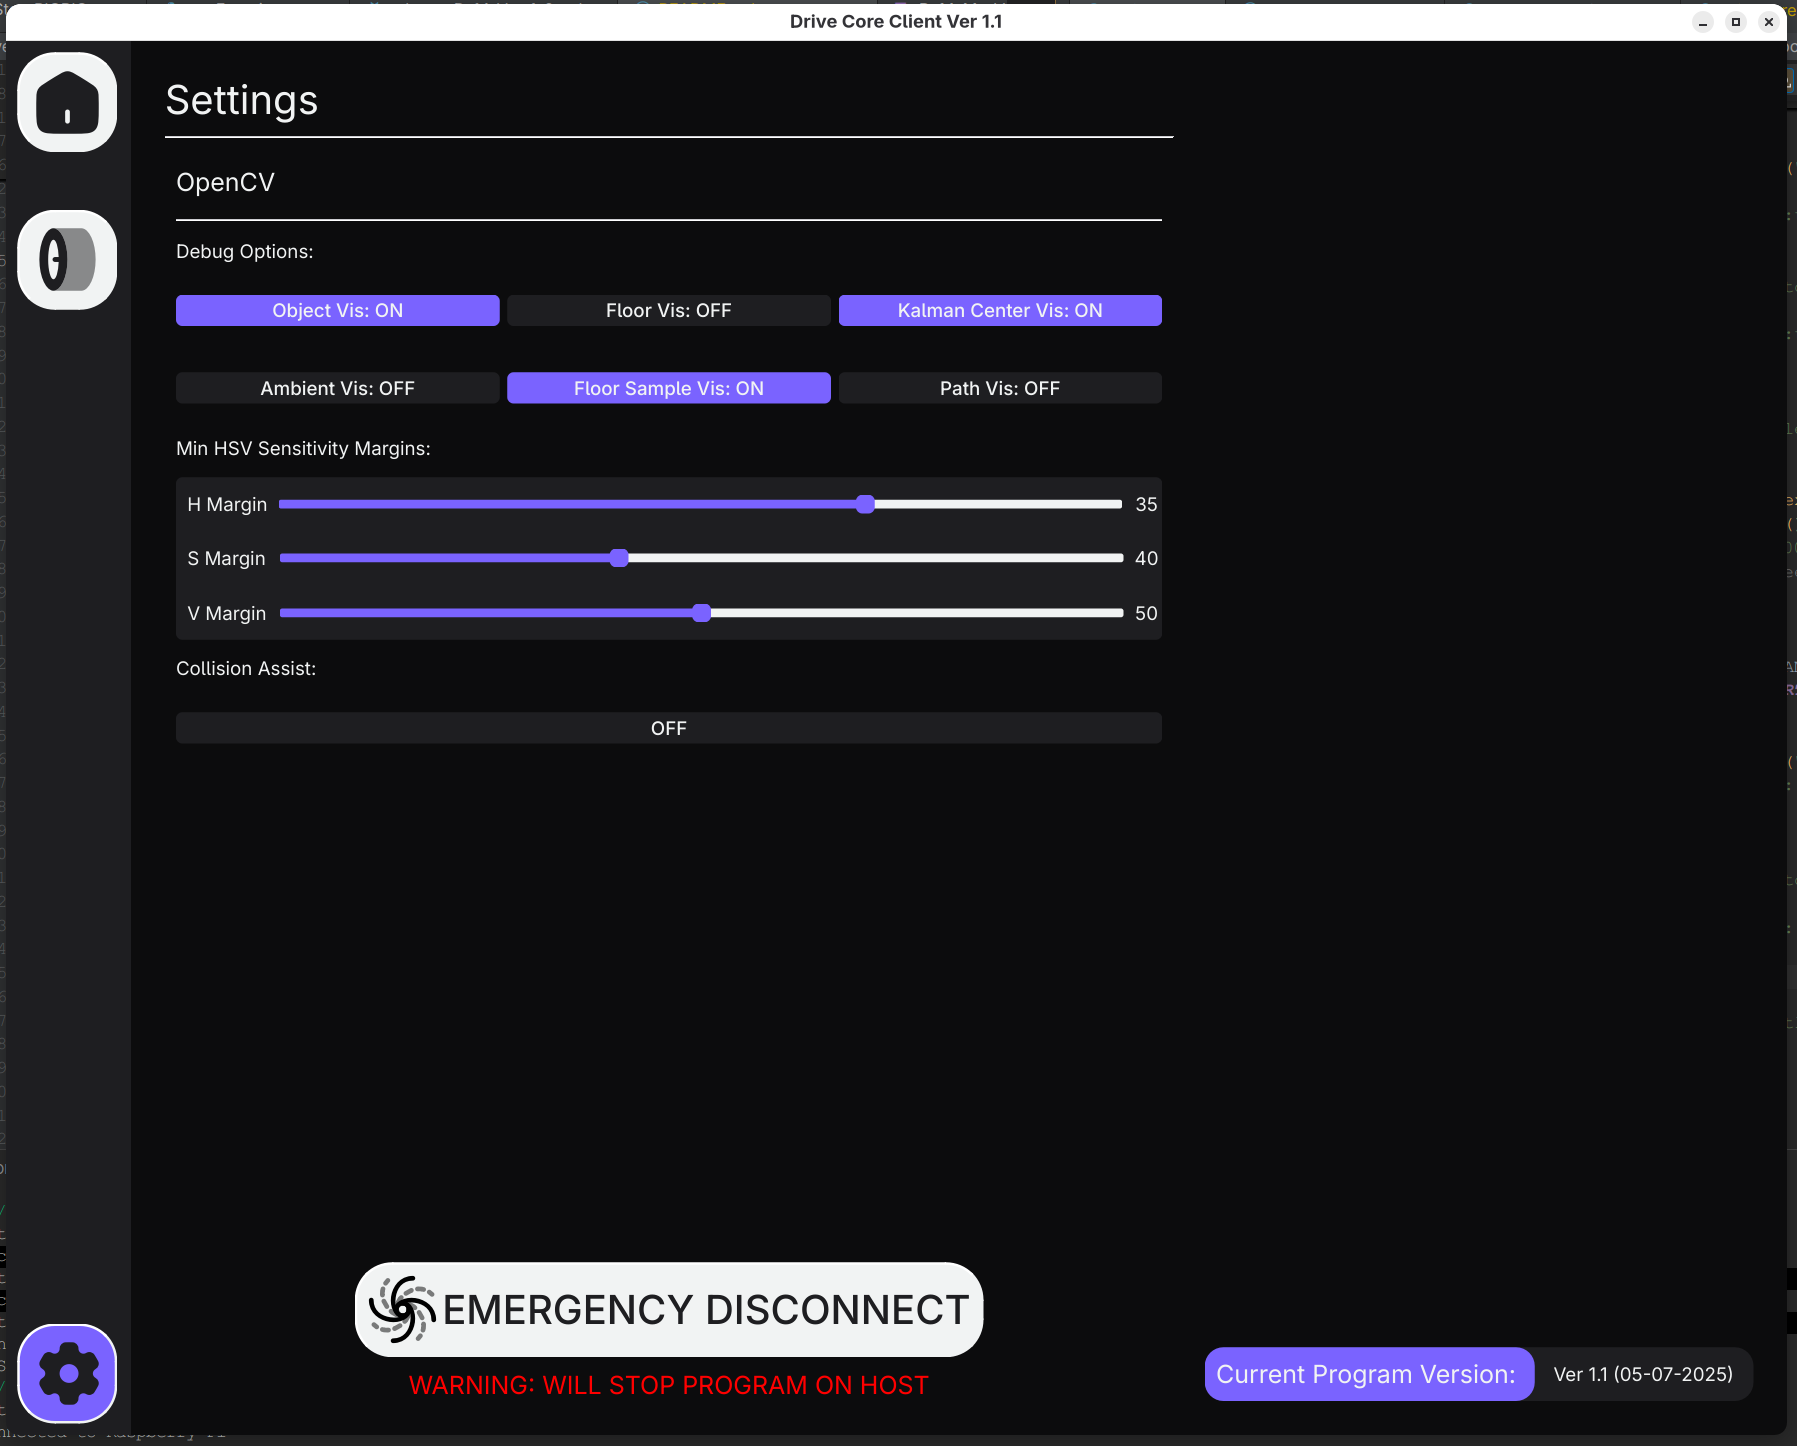 Drive Core Client Ver 1.1
Settings
OpenCV
Debug Options:
Object Vis: ON
Floor Vis: OFF
Kalman Center Vis: ON
Ambient Vis: OFF
Floor Sample Vis: ON
Path Vis: OFF
Min HSV Sensitivity Margins:
H Margin 35
S Margin 40
V Margin 50
Collision Assist:
OFF
EMERGENCY DISCONNECT
WARNING: WILL STOP PROGRAM ON HOST
Current Program Version: Ver 1.1 (05-07-2025)